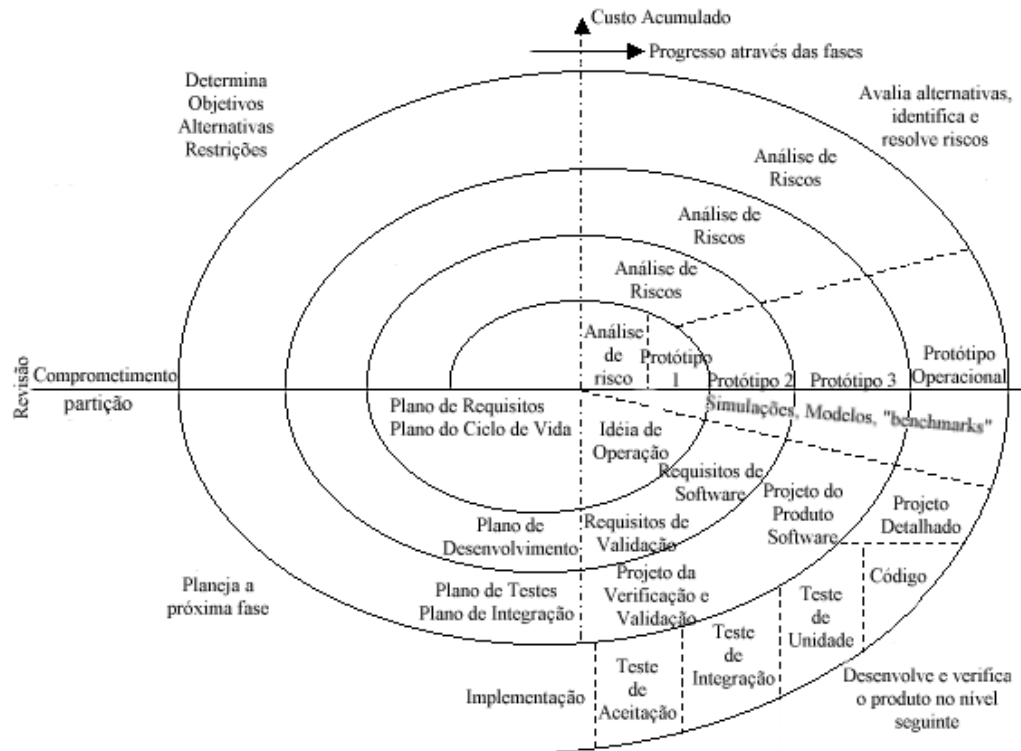 Custo Acumulado
Progresso através das fases
Determina
Objetivos
Alternativas
Restrições
Avalia alternativas,
identifica e
resolve riscos
Análise de
Riscos
Análise de
Riscos
Análise de
Riscos
Análise
de
risco
Protótipo
1
Protótipo 2
Protótipo 3
Protótipo
Operacional
Revisão
Comprometimento
partição
Simulações, Modelos, "benchmarks"
Plano de Requisitos
Plano do Ciclo de Vida
Idéia de
Operação
Requisitos de
Software
Projeto do
Produto
Software
Projeto
Detalhado
Plano de
Desenvolvimento
Requisitos de
Validação
Código
Planeja a
próxima fase
Plano de Testes
Plano de Integração
Projeto da
Verificação e
Validação
Teste
de
Unidade
Teste
de
Integração
Teste
de
Aceitação
Implementação
Desenvolve e verifica
o produto no nível
seguinte